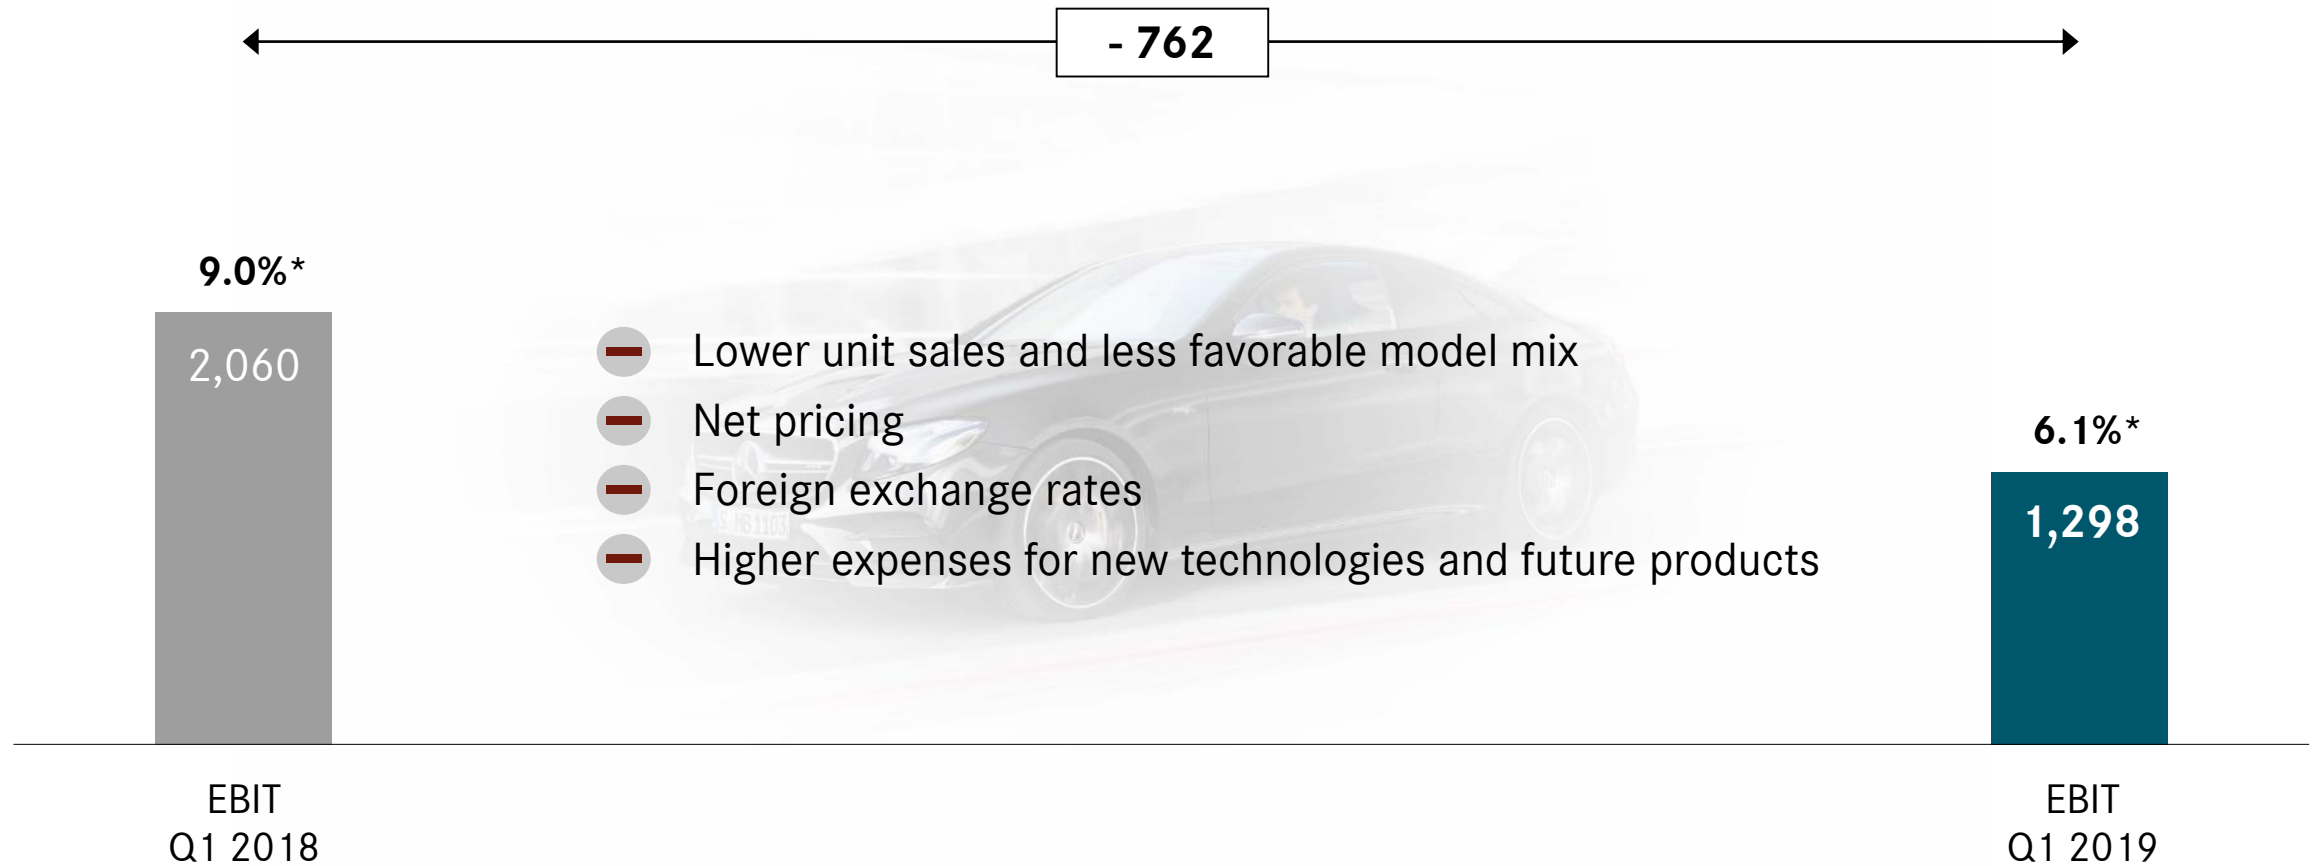 - 762
9.0%*
2,060
Lower unit sales and less favorable model mix
Net pricing
Foreign exchange rates
Higher expenses for new technologies and future products
6.1%*
1,298
EBIT
Q1 2018
EBIT
Q1 2019